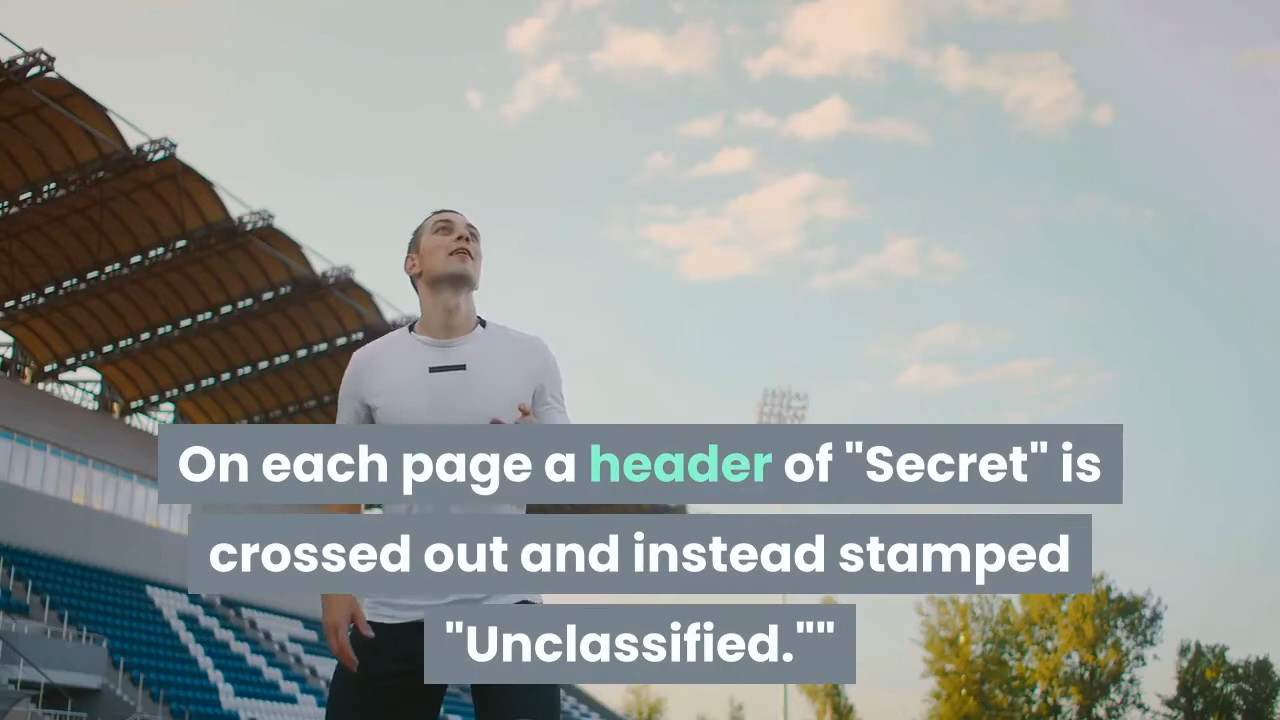 On each page a header of "Secret" is
crossed out and instead stamped
"Unclassified.""